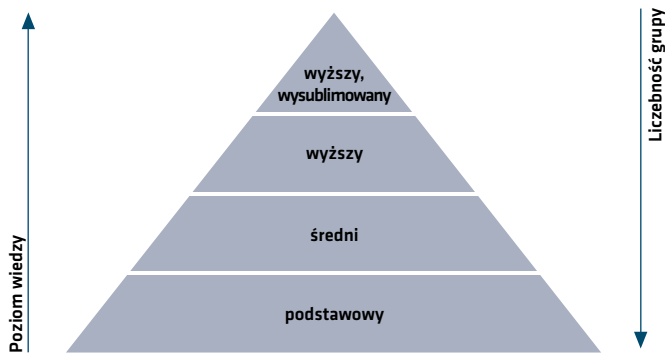 wyższy,
wysublimowany
wyższy
średni
podstawowy
Poziom wiedzy
Liczebność grupy